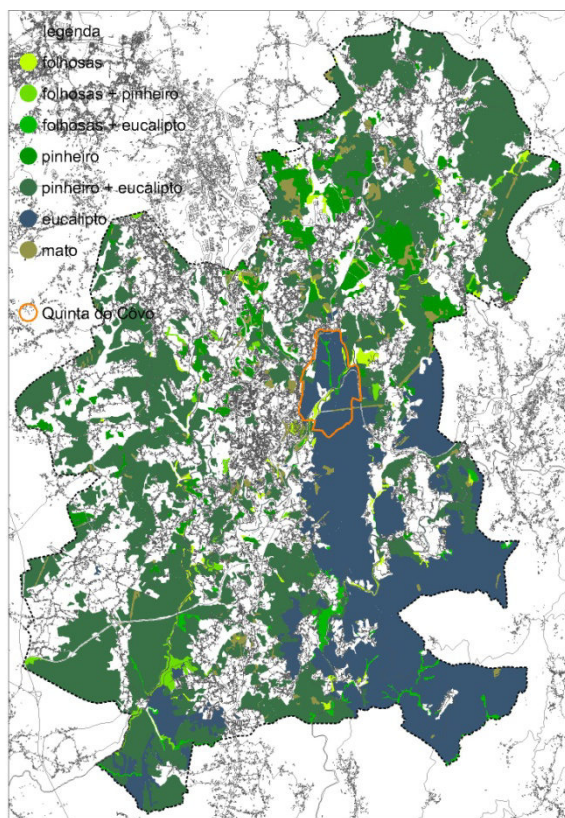 legenda
folhosas
folhosas + pinheiro
folhosas + eucalipto
pinheiro
pinheiro + eucalipto
eucalipto
mato
Quinta do Covo